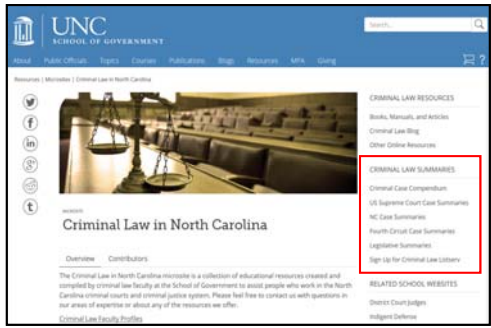 UNC
SCHOOL OF GOVERNMENT
Search...
About Public Officials Topics Courses Publications Blogs Resources MPA Giving
?
Resources | Microsites | Criminal Law in North Carolina
f
in
g+
t
MICROSITE
Criminal Law in North Carolina
Overview Contributors
The Criminal Law in North Carolina microsite is a collection of educational resources created and
compiled by criminal law faculty at the School of Government to assist people who work in the North
Carolina criminal courts and criminal justice system. Please feel free to contact us with questions in
our areas of expertise or about any of the resources we offer.
Criminal Law Faculty Profiles
CRIMINAL LAW RESOURCES
Books, Manuals, and Articles
Criminal Law Blog
Other Online Resources
CRIMINAL LAW SUMMARIES
Criminal Case Compendium
US Supreme Court Case Summaries
NC Case Summaries
Fourth Circuit Case Summaries
Legislative Summaries
Sign Up for Criminal Law Listserv
RELATED SCHOOL WEBSITES
District Court Judges
Indigent Defense